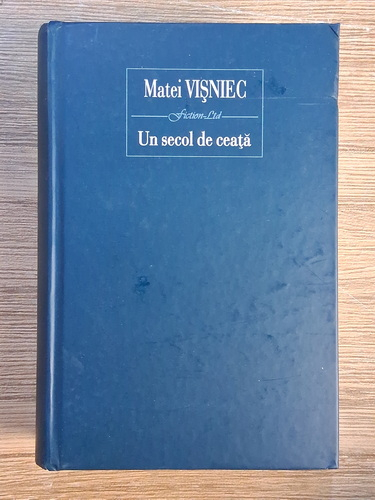 Matei VIŞNIEC
Fiction-Ltd
Un secol de ceaţă